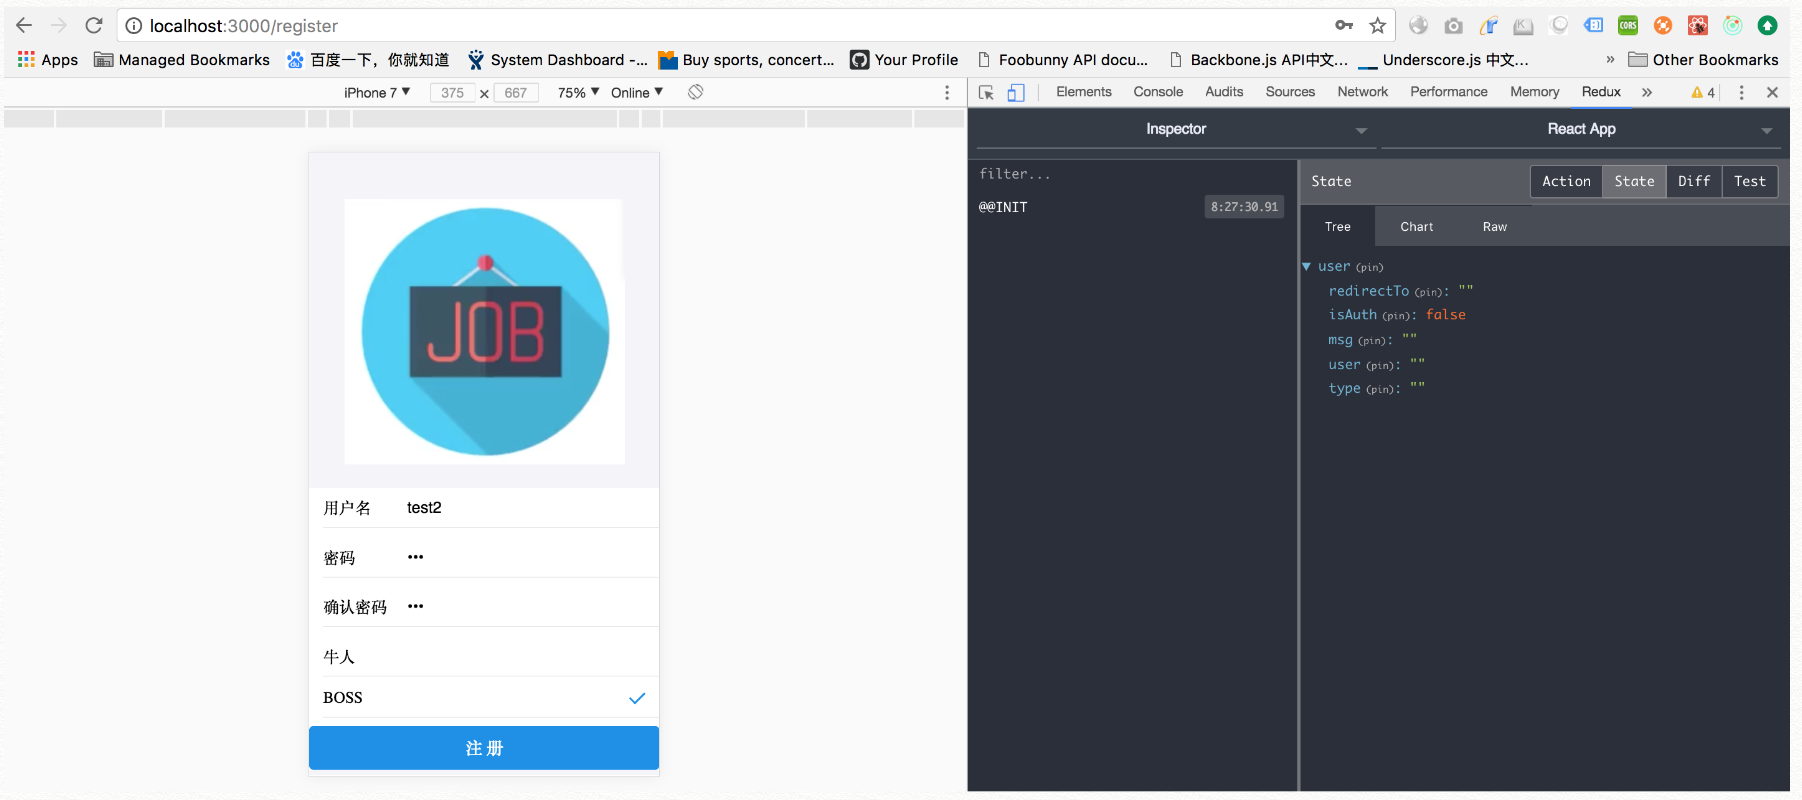 localhost:3000/register
Apps Managed Bookmarks 百度一下，你就知道 System Dashboard -... Buy sports, concert... Your Profile Foobunny API docu... Backbone.js API中文... Underscore.js 中文... » Other Bookmarks
iPhone 7 ▼ 375 × 667 75% ▼ Online ▼
Elements Console Audits Sources Network Performance Memory Redux » 4
Inspector React App
filter...
@@INIT 8:27:30.91
State Action State Diff Test
Tree Chart Raw
user (pin)
redirectTo (pin): ""
isAuth (pin): false
msg (pin): ""
user (pin): ""
type (pin): ""
JOB
用户名 test2
密码 •••
确认密码 •••
牛人
BOSS
注册